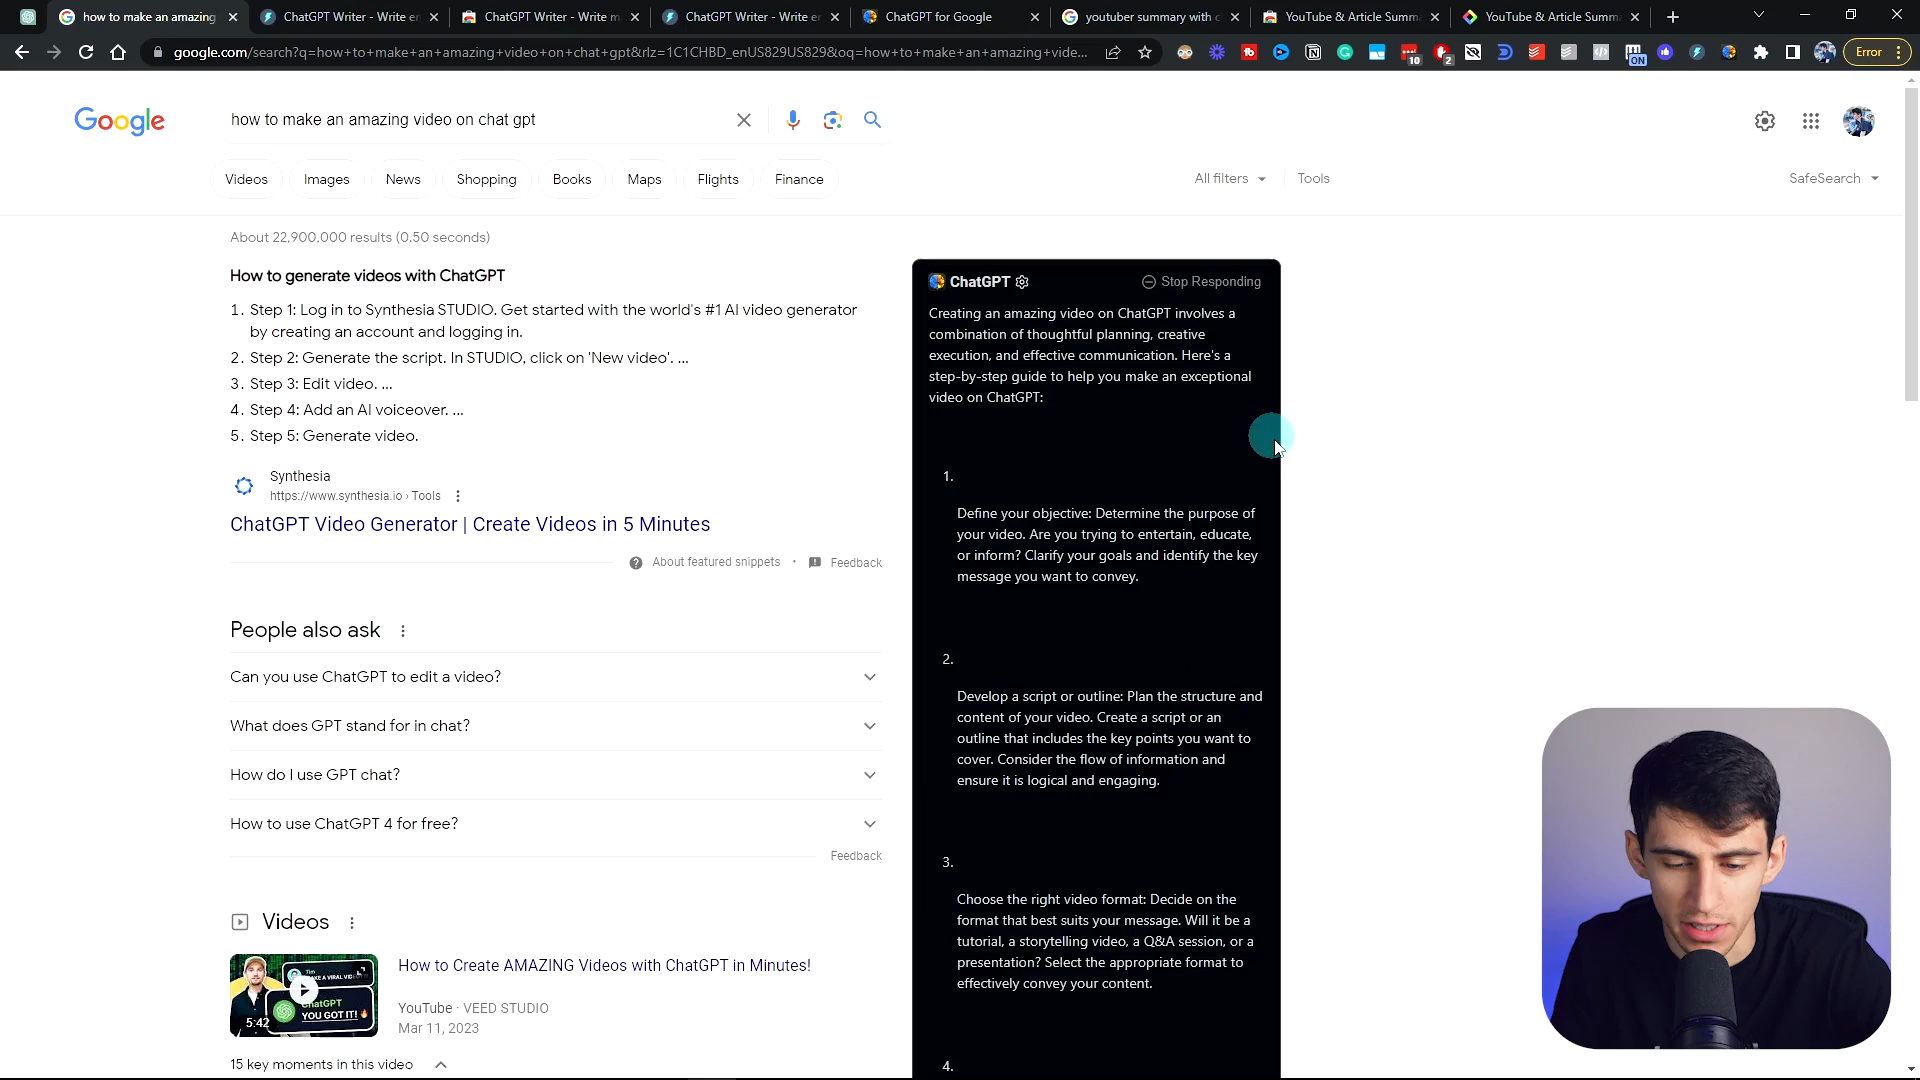 how to make an amazing
ChatGPT Writer - Write en
ChatGPT Writer - Write m
ChatGPT Writer - Write en
ChatGPT for Google
youtuber summary with c
YouTube & Article Summ
YouTube & Article Summ
google.com/search?q=how+to+make+an+amazing+video+on+chat+gpt&rlz=1C1CHBD_enUS829US829&oq=how+to+make+an+amazing+vide...
10
2
ON
Error
Google
how to make an amazing video on chat gpt
Videos
Images
News
Shopping
Books
Maps
Flights
Finance
All filters
Tools
SafeSearch
About 22,900,000 results (0.50 seconds)
How to generate videos with ChatGPT
1. Step 1: Log in to Synthesia STUDIO. Get started with the world's #1 AI video generator
by creating an account and logging in.
2. Step 2: Generate the script. In STUDIO, click on 'New video'. ...
3. Step 3: Edit video. ...
4. Step 4: Add an AI voiceover. ...
5. Step 5: Generate video.
Synthesia
https://www.synthesia.io › Tools
ChatGPT Video Generator | Create Videos in 5 Minutes
About featured snippets
•
Feedback
People also ask
Can you use ChatGPT to edit a video?
What does GPT stand for in chat?
How do I use GPT chat?
How to use ChatGPT 4 for free?
Feedback
Videos
ChatGPT
YOU GOT IT!
5:42
How to Create AMAZING Videos with ChatGPT in Minutes!
YouTube · VEED STUDIO
Mar 11, 2023
15 key moments in this video
ChatGPT
Stop Responding
Creating an amazing video on ChatGPT involves a
combination of thoughtful planning, creative
execution, and effective communication. Here's a
step-by-step guide to help you make an exceptional
video on ChatGPT:
1.
Define your objective: Determine the purpose of
your video. Are you trying to entertain, educate,
or inform? Clarify your goals and identify the key
message you want to convey.
2.
Develop a script or outline: Plan the structure and
content of your video. Create a script or an
outline that includes the key points you want to
cover. Consider the flow of information and
ensure it is logical and engaging.
3.
Choose the right video format: Decide on the
format that best suits your message. Will it be a
tutorial, a storytelling video, a Q&A session, or a
presentation? Select the appropriate format to
effectively convey your content.
4.